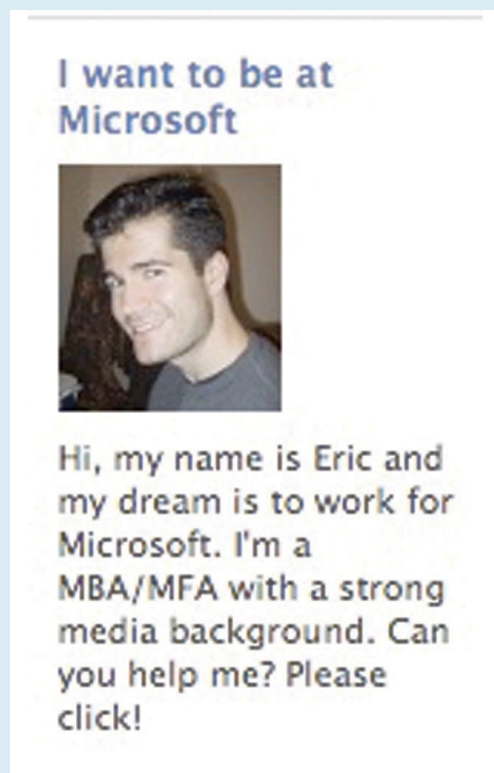 I want to be at
Microsoft
Hi, my name is Eric and
my dream is to work for
Microsoft. I'm a
MBA/MFA with a strong
media background. Can
you help me? Please
click!